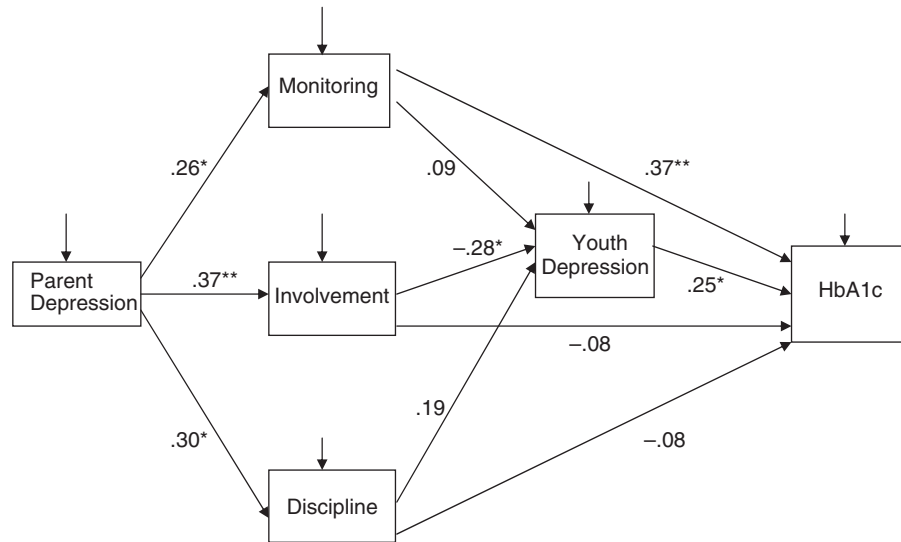 Monitoring
.26*
.09
.37**
Parent
Depression
.37**
Involvement
–.28*
Youth
Depression
.25*
HbA1c
–.08
.19
.30*
–.08
Discipline